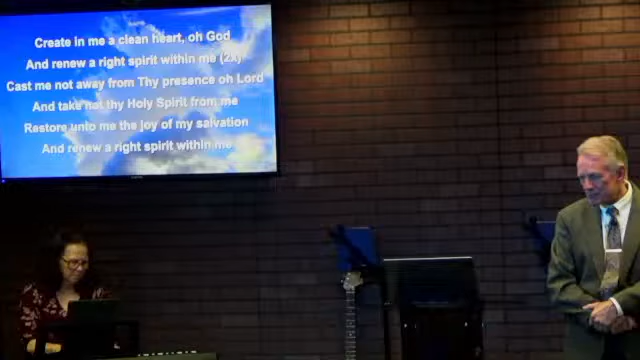 Create in me a clean heart, oh God
And renew a right spirit within me (2x)
Cast me not away from Thy presence oh Lord
And take not thy Holy Spirit from me
Restore unto me the joy of my salvation
And renew a right spirit within me